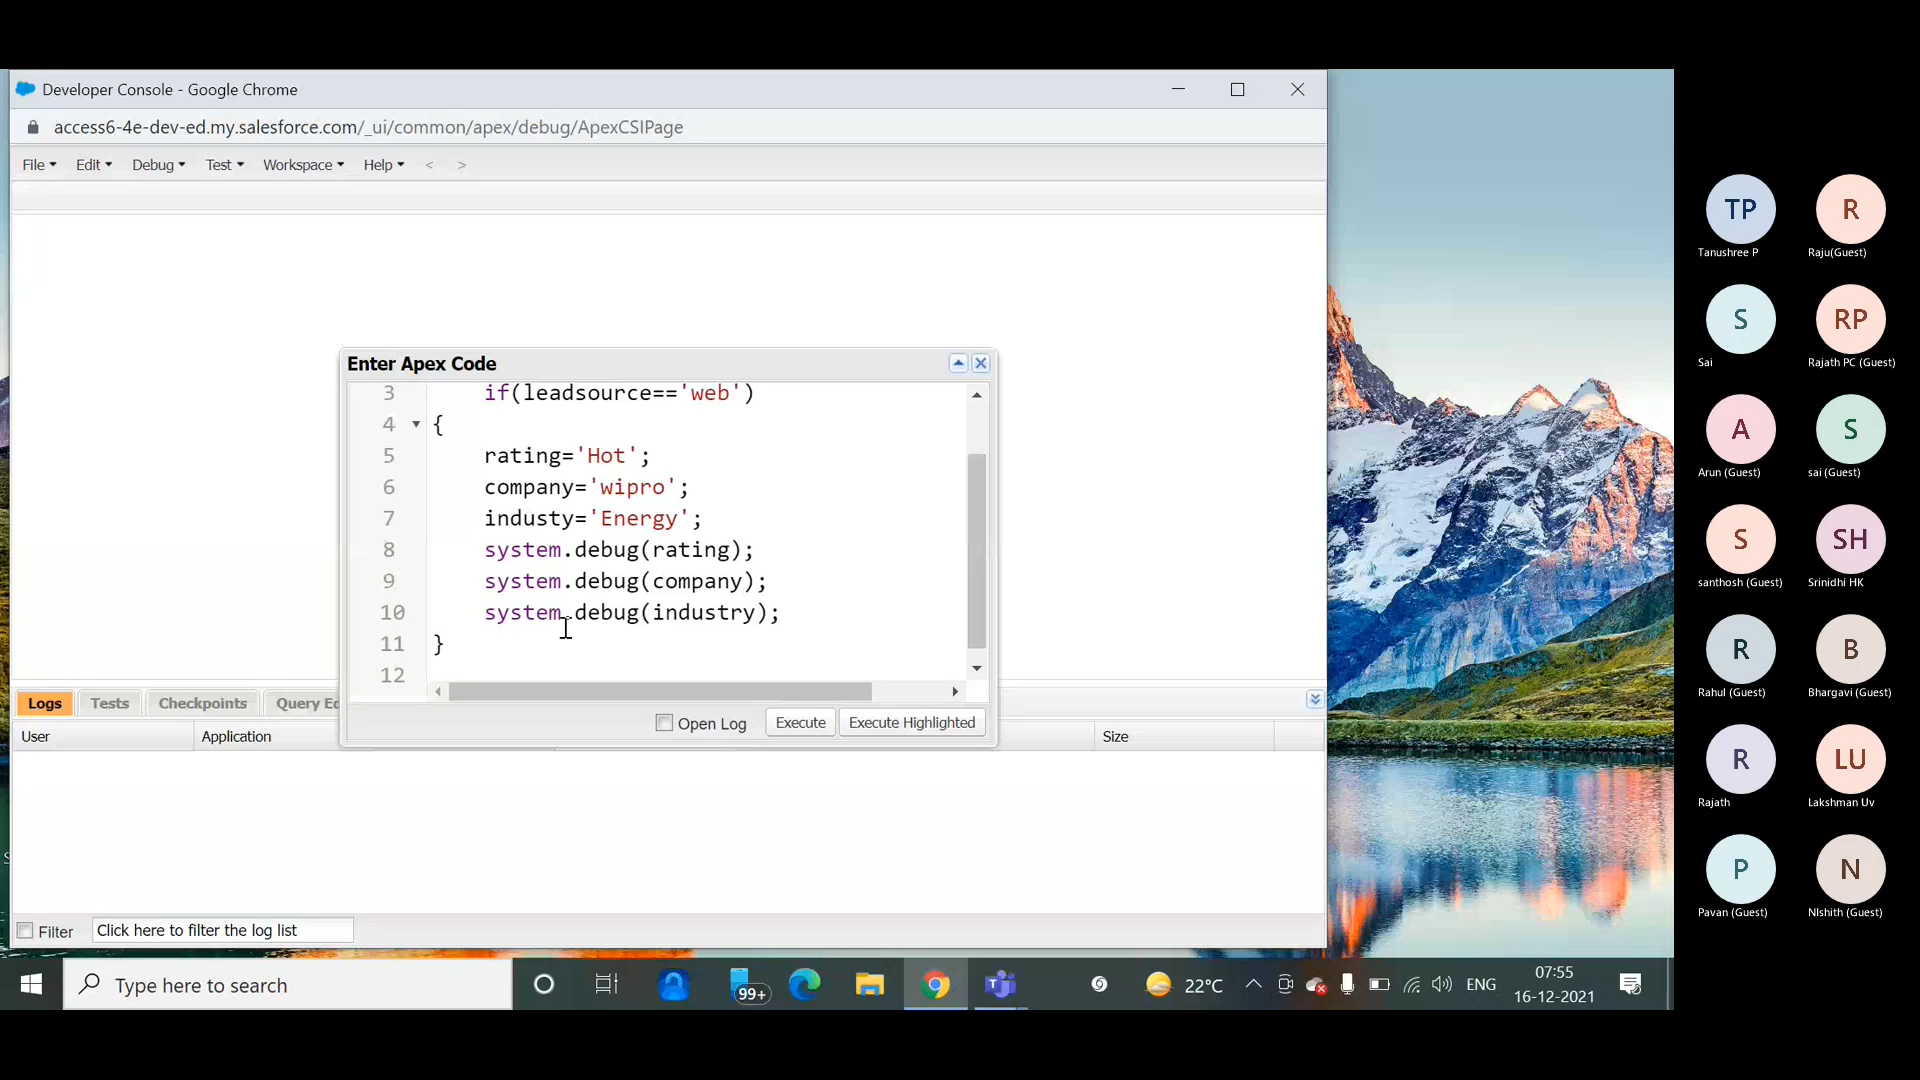 Developer Console - Google Chrome
access6-4e-dev-ed.my.salesforce.com/_ui/common/apex/debug/ApexCSIPage
File Edit Debug Test Workspace Help < >
Enter Apex Code
3 if(leadsource=='web')
4 {
5 rating='Hot';
6 company='wipro';
7 industy='Energy';
8 system.debug(rating);
9 system.debug(company);
10 system.debug(industry);
11 }
12
Open Log Execute Execute Highlighted
Logs Tests Checkpoints Query Ed
User Application Size
Filter Click here to filter the log list
Type here to search
99+
22°C
ENG
07:55
16-12-2021
TP R
Tanushree P Raju(Guest)
S RP
Sai Rajath PC (Guest)
A S
Arun (Guest) sai (Guest)
S SH
santhosh (Guest) Srinidhi HK
R B
Rahul (Guest) Bhargavi (Guest)
R LU
Rajath Lakshman Uv
P N
Pavan (Guest) NIshith (Guest)